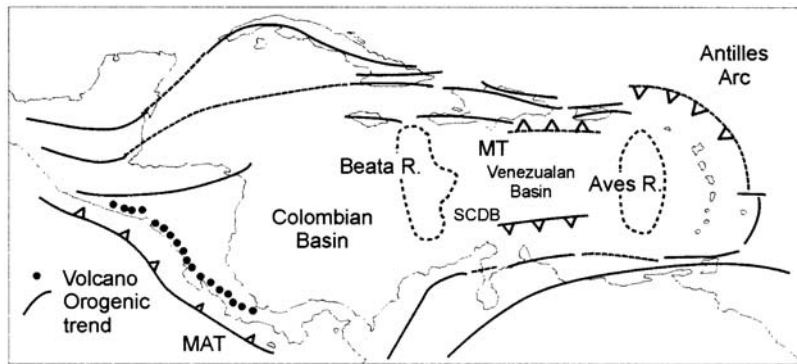 Antilles
Arc
Beata R.
MT
Venezualan
Basin
Aves R.
Colombian
Basin
SCDB
Volcano
Orogenic
trend
MAT